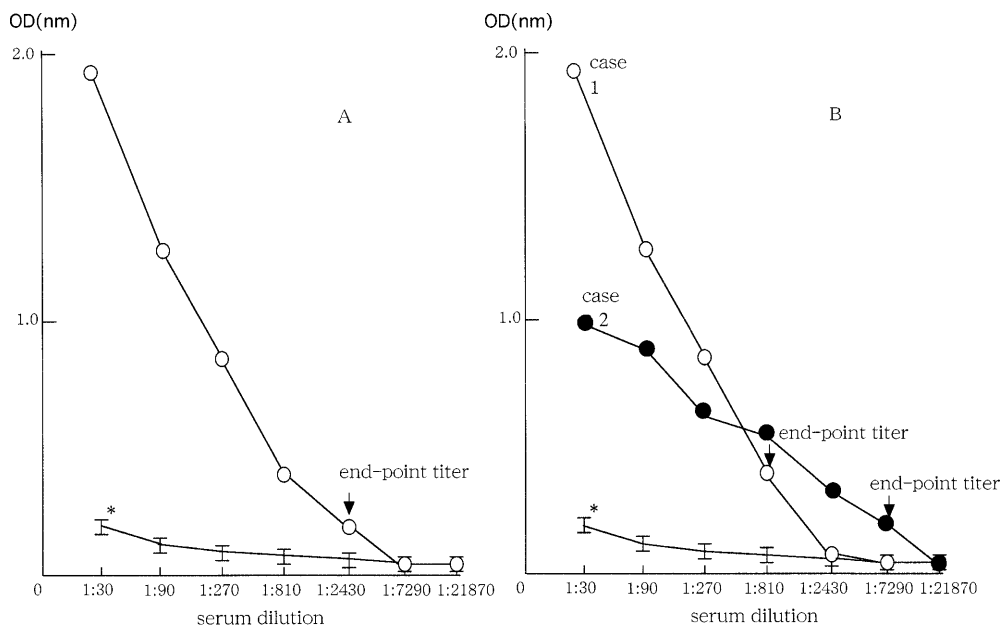 OD(nm)
2.0
1.0
A
end-point titer
*
0 1:30 1:90 1:270 1:810 1:2430 1:7290 1:21870
serum dilution
OD(nm)
2.0
1.0
case
1
B
case
2
end-point titer
end-point titer
*
0 1:30 1:90 1:270 1:810 1:2430 1:7290 1:21870
serum dilution